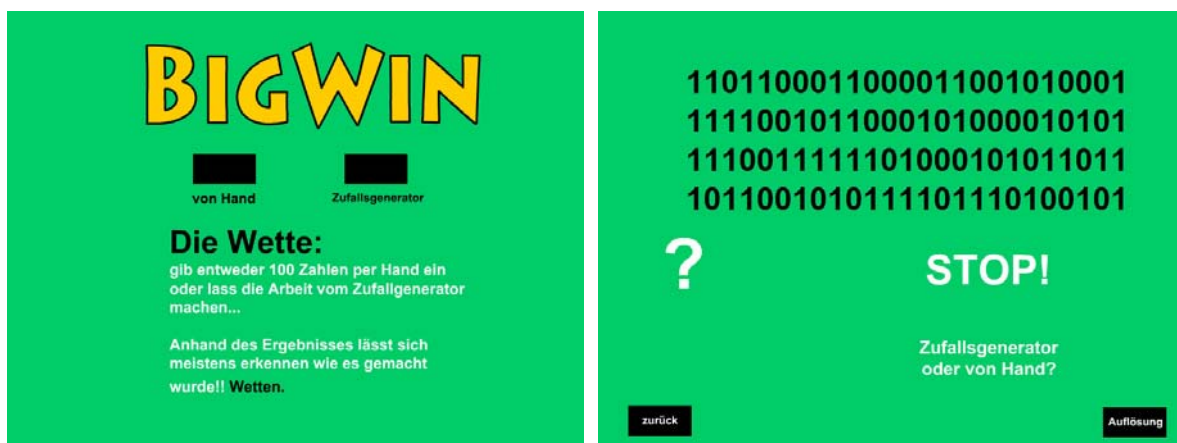 BIGWIN
von Hand
Zufallsgenerator
Die Wette:
gib entweder 100 Zahlen per Hand ein
oder lass die Arbeit vom Zufallgenerator
machen...
Anhand des Ergebnisses lässt sich
meistens erkennen wie es gemacht
wurde!! Wetten.
1101100011000011001010001
1111001011000101000010101
1110011111101000101011011
1011001010111101110100101
?
STOP!
Zufallsgenerator
oder von Hand?
zurück
Auflösung